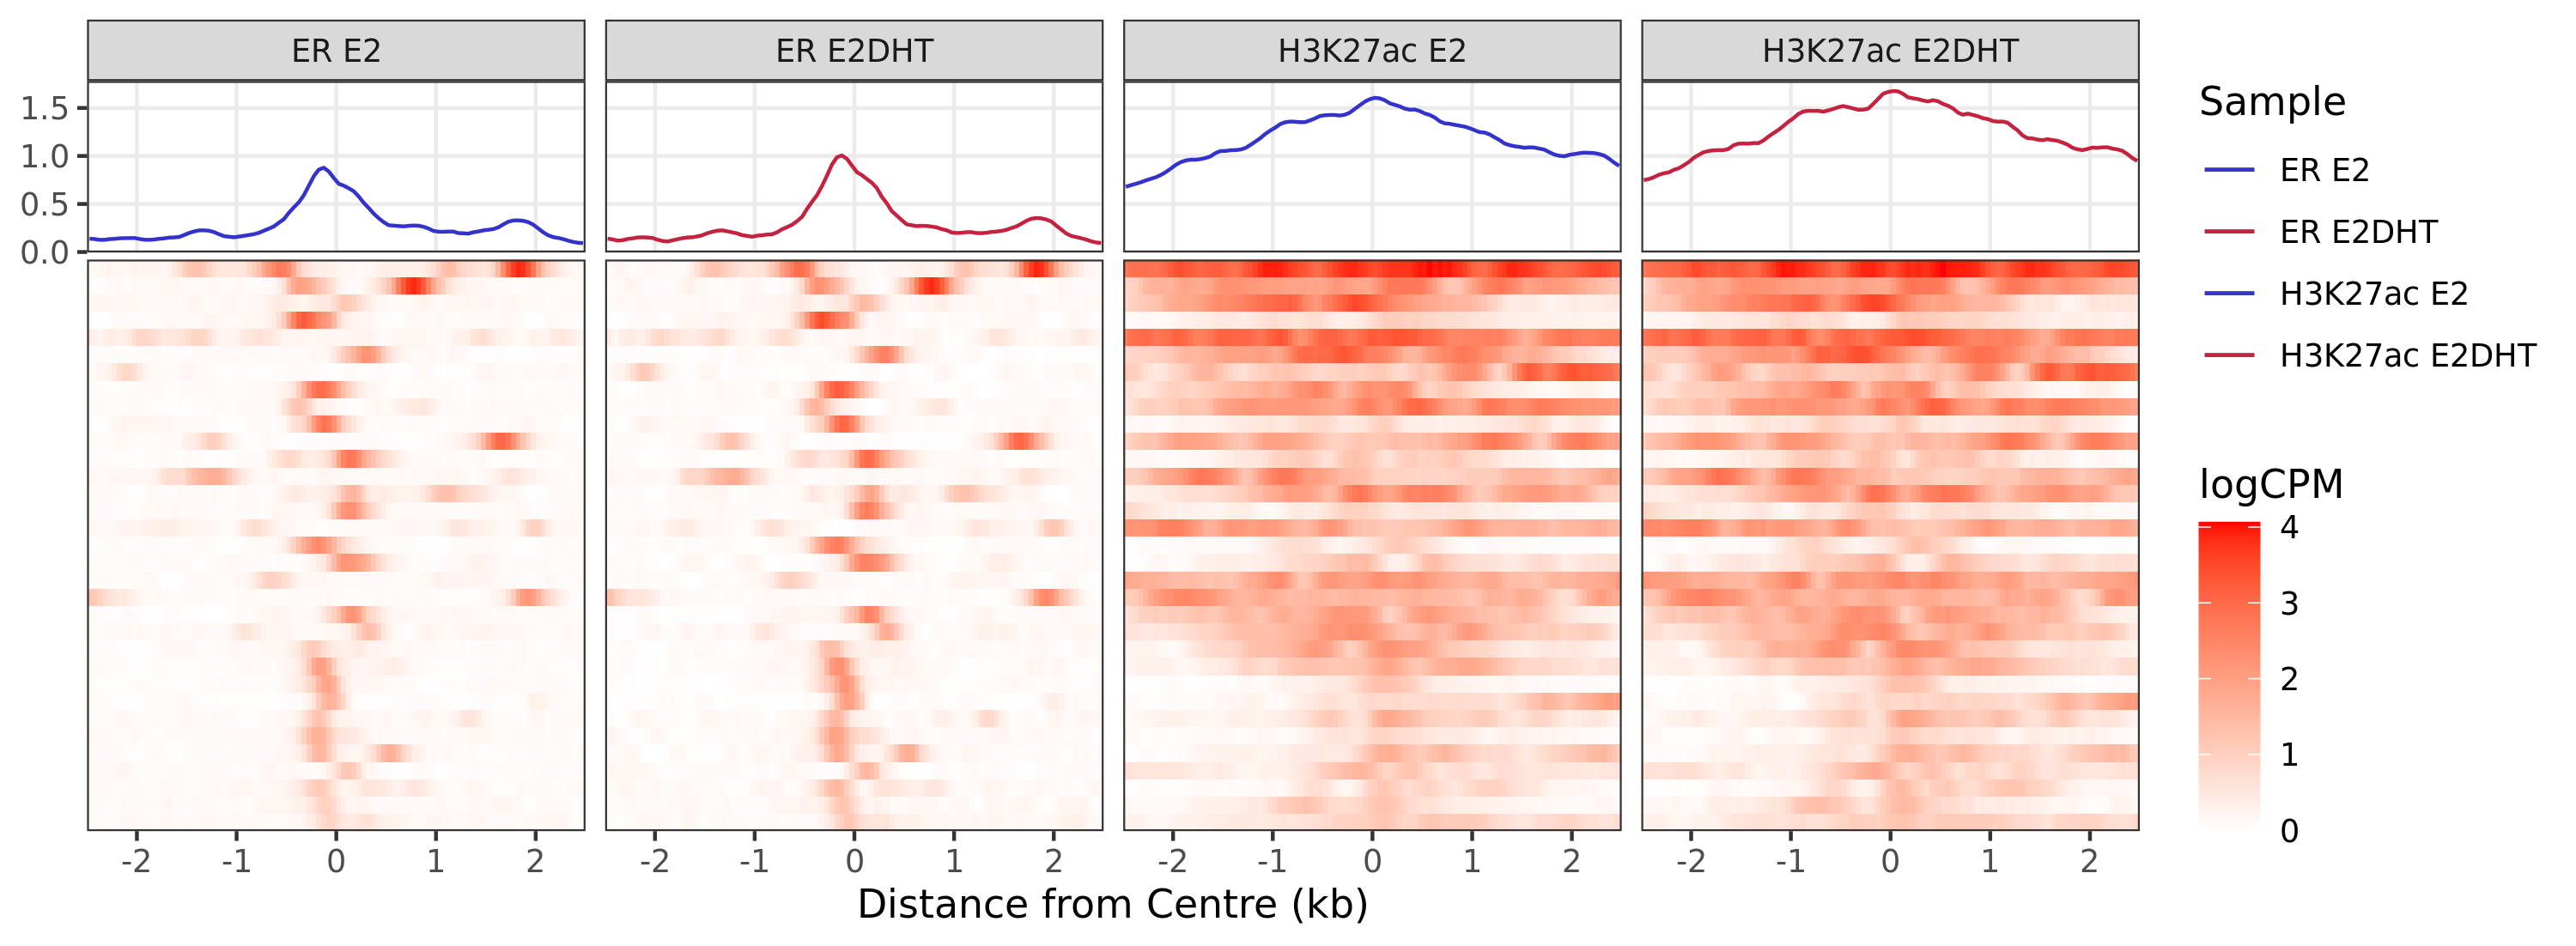 ER E2 ER E2DHT H3K27ac E2 H3K27ac E2DHT
1.5
1.0
0.5
0.0
-2 -1 0 1 2 -2 -1 0 1 2 -2 -1 0 1 2 -2 -1 0 1 2
Distance from Centre (kb)
Sample
ER E2
ER E2DHT
H3K27ac E2
H3K27ac E2DHT
logCPM
4
3
2
1
0